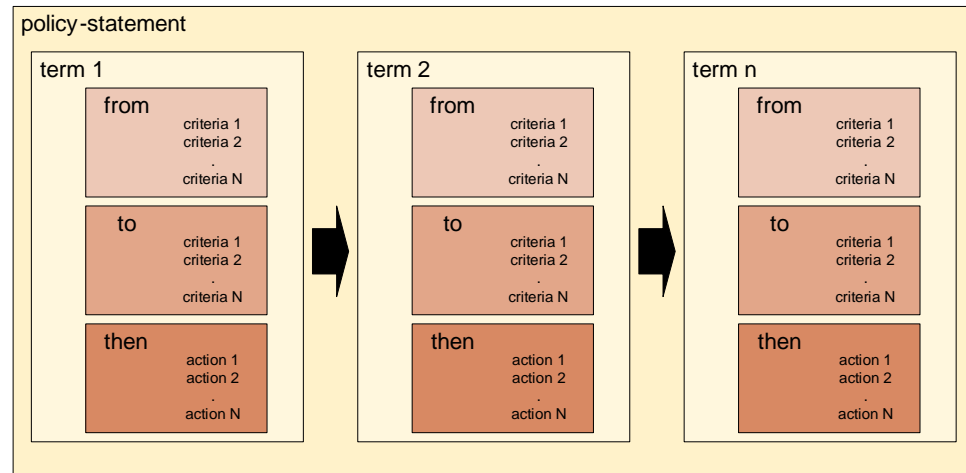 policy-statement
term 1
from
criteria 1
criteria 2
.
criteria N
to
criteria 1
criteria 2
.
criteria N
then
action 1
action 2
.
action N
term 2
from
criteria 1
criteria 2
.
criteria N
to
criteria 1
criteria 2
.
criteria N
then
action 1
action 2
.
action N
term n
from
criteria 1
criteria 2
.
criteria N
to
criteria 1
criteria 2
.
criteria N
then
action 1
action 2
.
action N